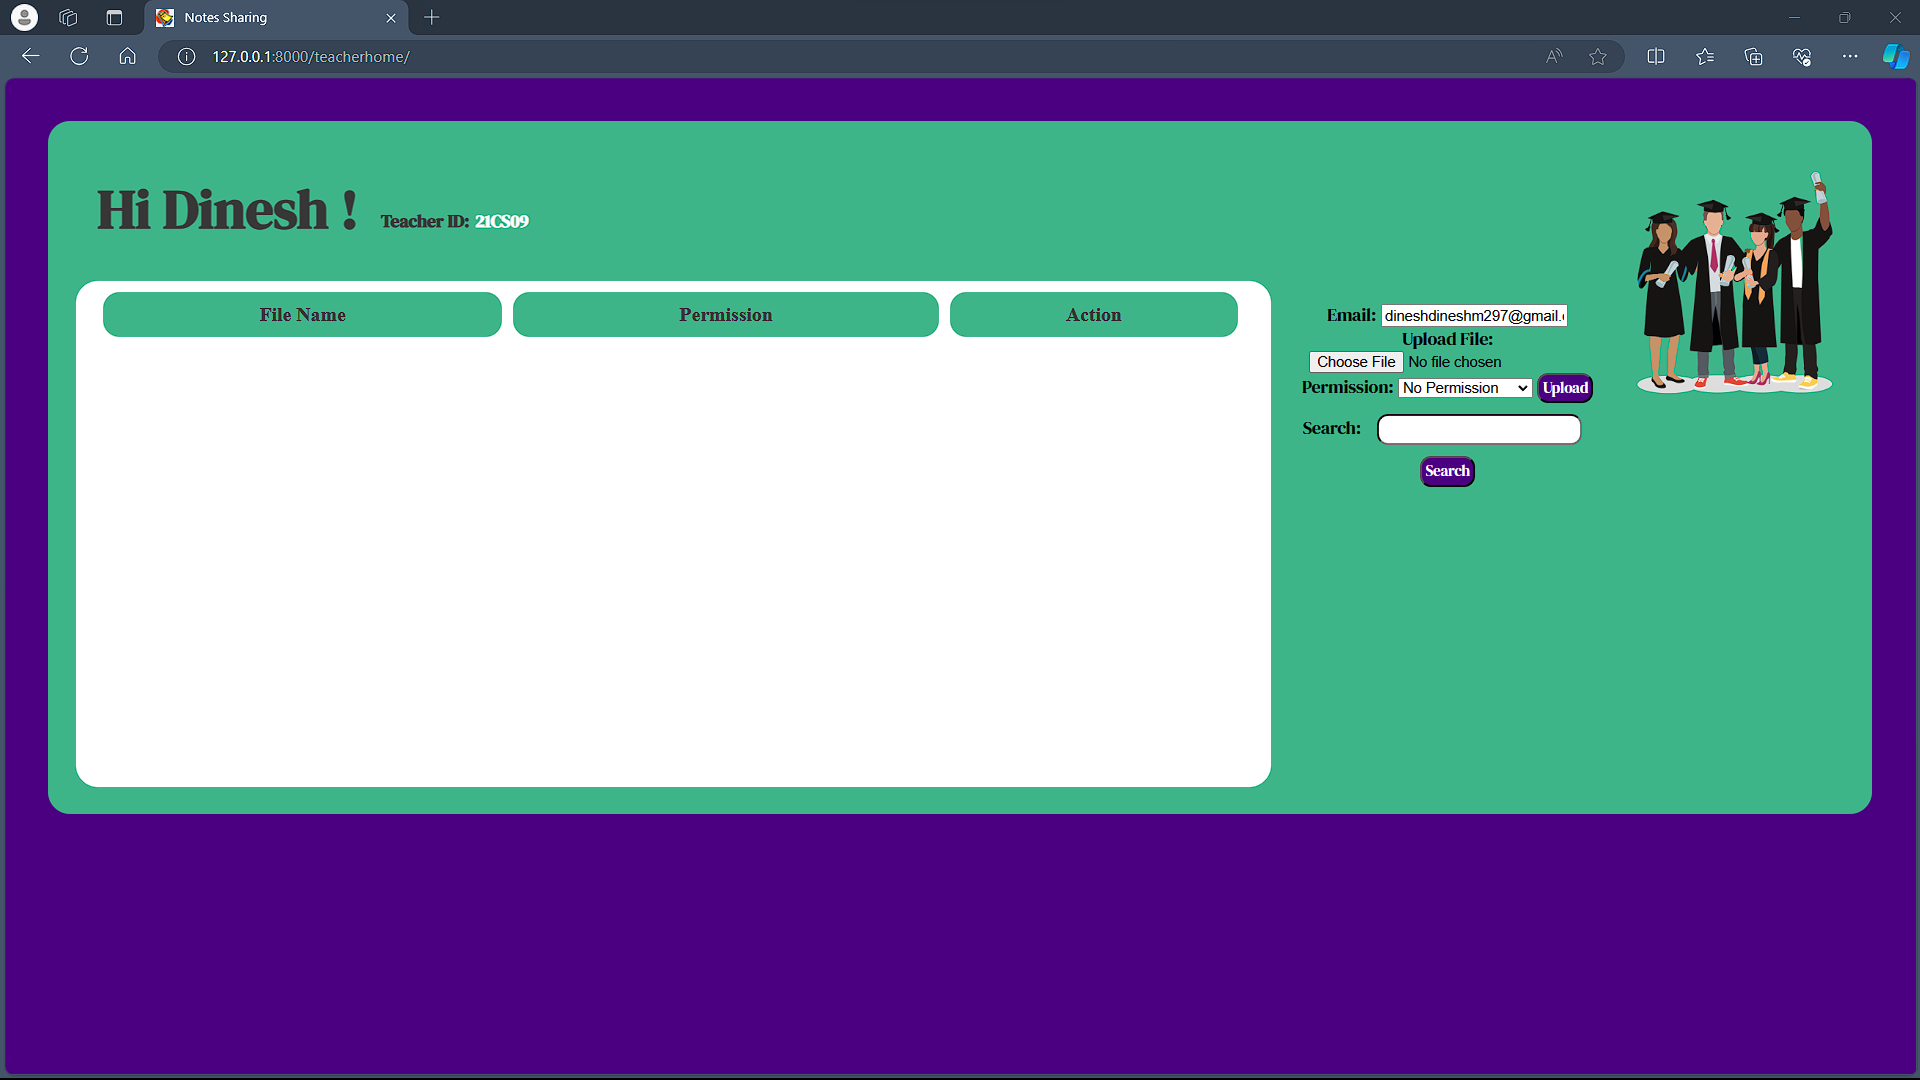 Notes Sharing
127.0.0.1:8000/teacherhome/
Hi Dinesh !
Teacher ID: 21CS09
File Name
Permission
Action
Email: dineshdineshm297@gmail.
Upload File:
Choose File No file chosen
Permission: No Permission Upload
Search:
Search